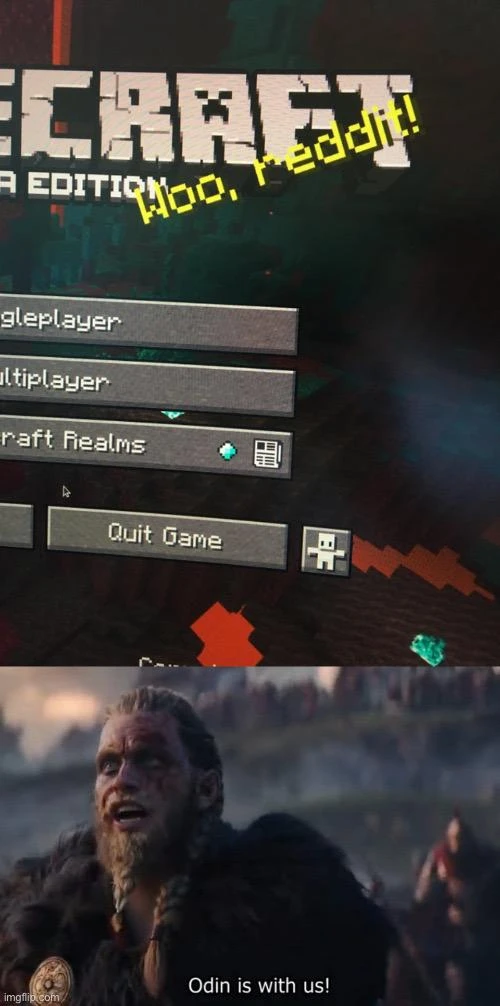 ECRAFT
A EDITION
Woo, reddit!
gleplayer
ltiplayer
raft Realms
Quit Game
Odin is with us!
imgflip.com